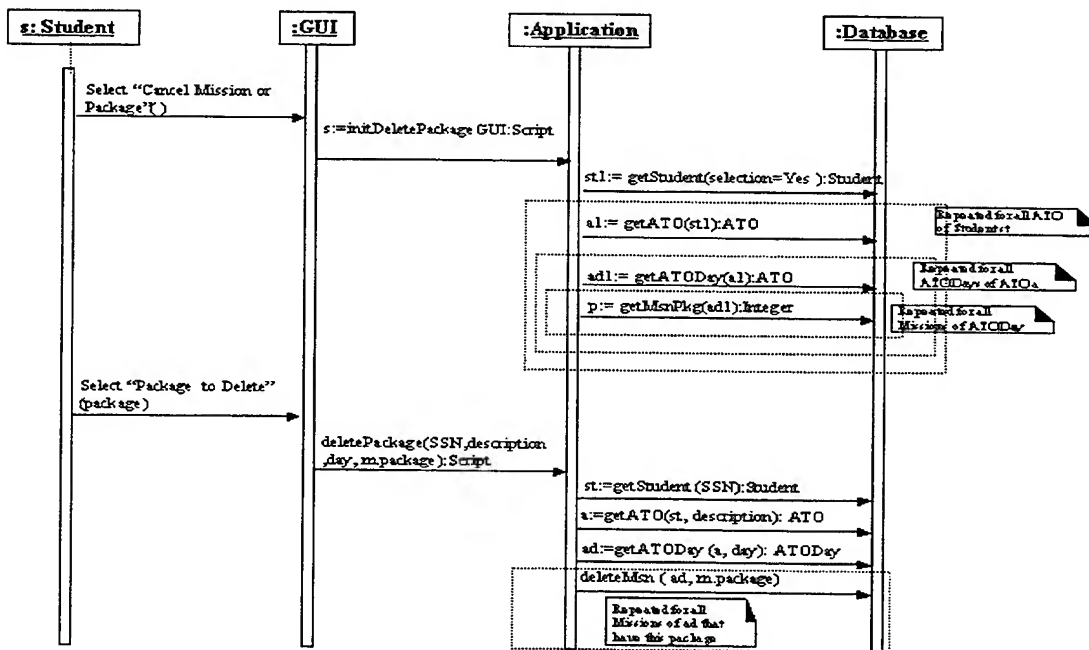 s: Student
:GUI
:Application
:Database
Select “Cancel Mission or
Package”( )
s:=initDeletePackage GUI:Script
st1:= getStudent(selection=Yes ):Student
a1:= getATO(st1):ATO
Repeated for all ATO
of Student st
ad1:= getATODay(a1):ATO
Repeated for all
ATODays of ATO a
p:= getMsnPkg(ad1):Integer
Repeated for all
Missions of ATODay
Select “Package to Delete”
(package)
deletePackage(SSN,description
,day, m.package ):Script
st:=getStudent (SSN):Student
a:=getATO(st, description): ATO
ad:=getATODay (a, day): ATODay
deleteMsn ( ad, m.package)
Repeated for all
Missions of ad that
have this package